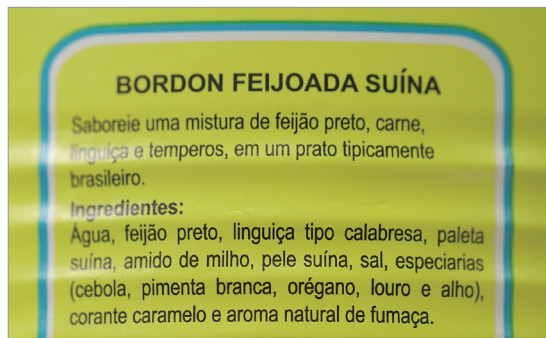 BORDON FEIJOADA SUÍNA
Saboreie uma mistura de feijão preto, carne,
linguiça e temperos, em um prato tipicamente
brasileiro.
Ingredientes:
Água, feijão preto, linguiça tipo calabresa, paleta
suína, amido de milho, pele suína, sal, especiarias
(cebola, pimenta branca, orégano, louro e alho),
corante caramelo e aroma natural de fumaça.